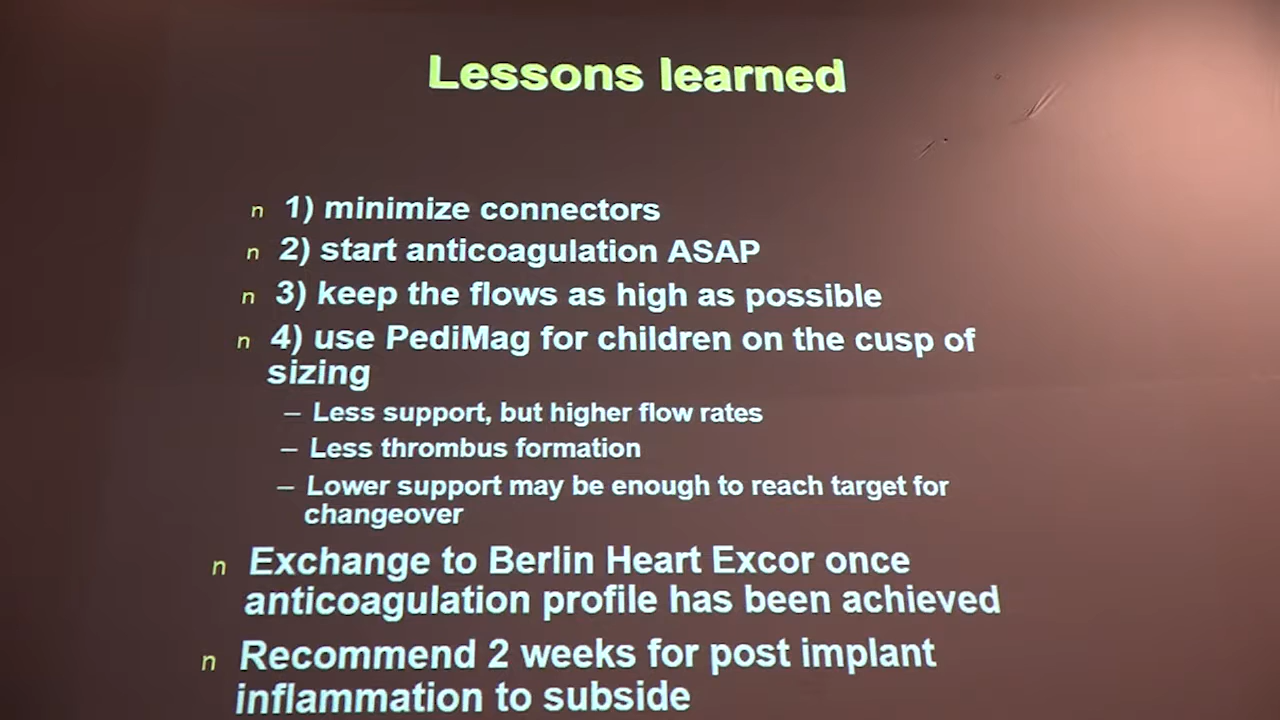 Lessons learned
n 1) minimize connectors
n 2) start anticoagulation ASAP
n 3) keep the flows as high as possible
n 4) use PediMag for children on the cusp of
sizing
– Less support, but higher flow rates
– Less thrombus formation
– Lower support may be enough to reach target for
changeover
n Exchange to Berlin Heart Excor once
anticoagulation profile has been achieved
n Recommend 2 weeks for post implant
inflammation to subside